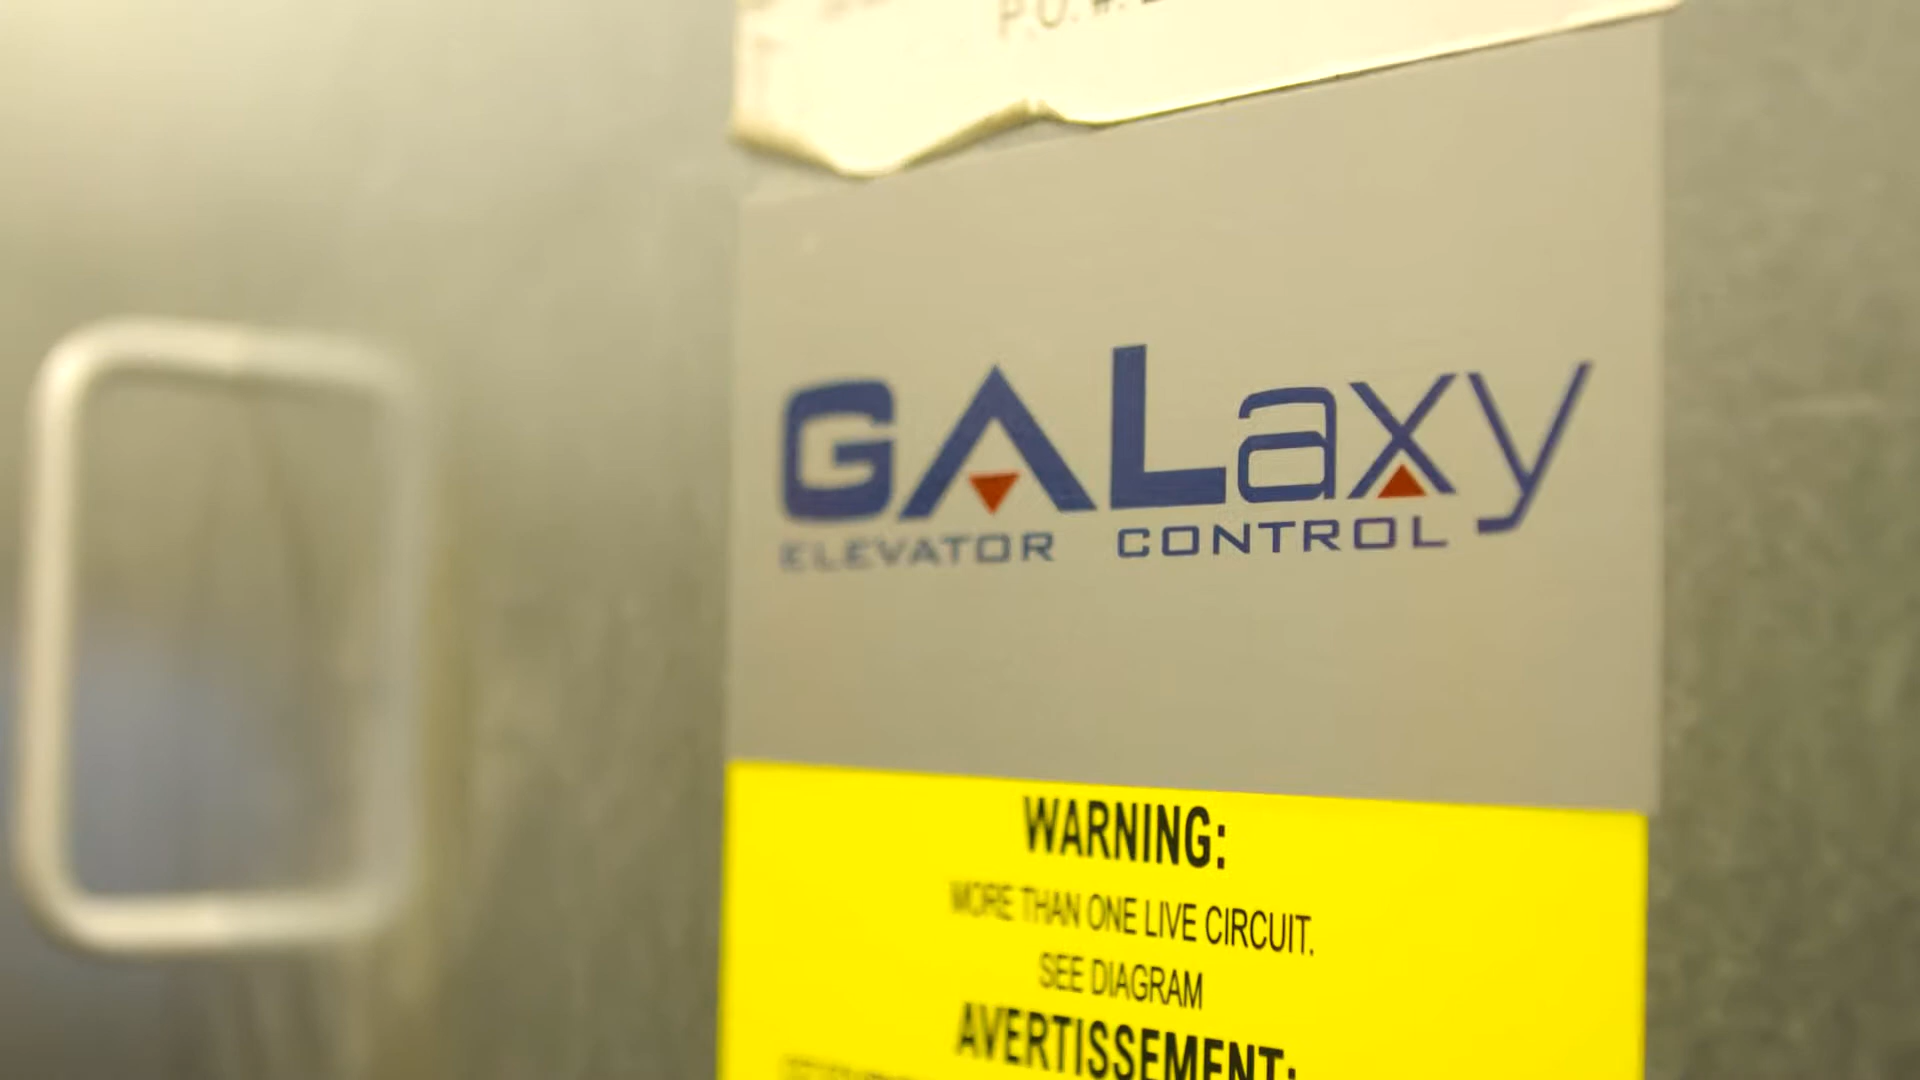 P.O. #:
GALaxy
ELEVATOR CONTROL
WARNING:
MORE THAN ONE LIVE CIRCUIT.
SEE DIAGRAM
AVERTISSEMENT: